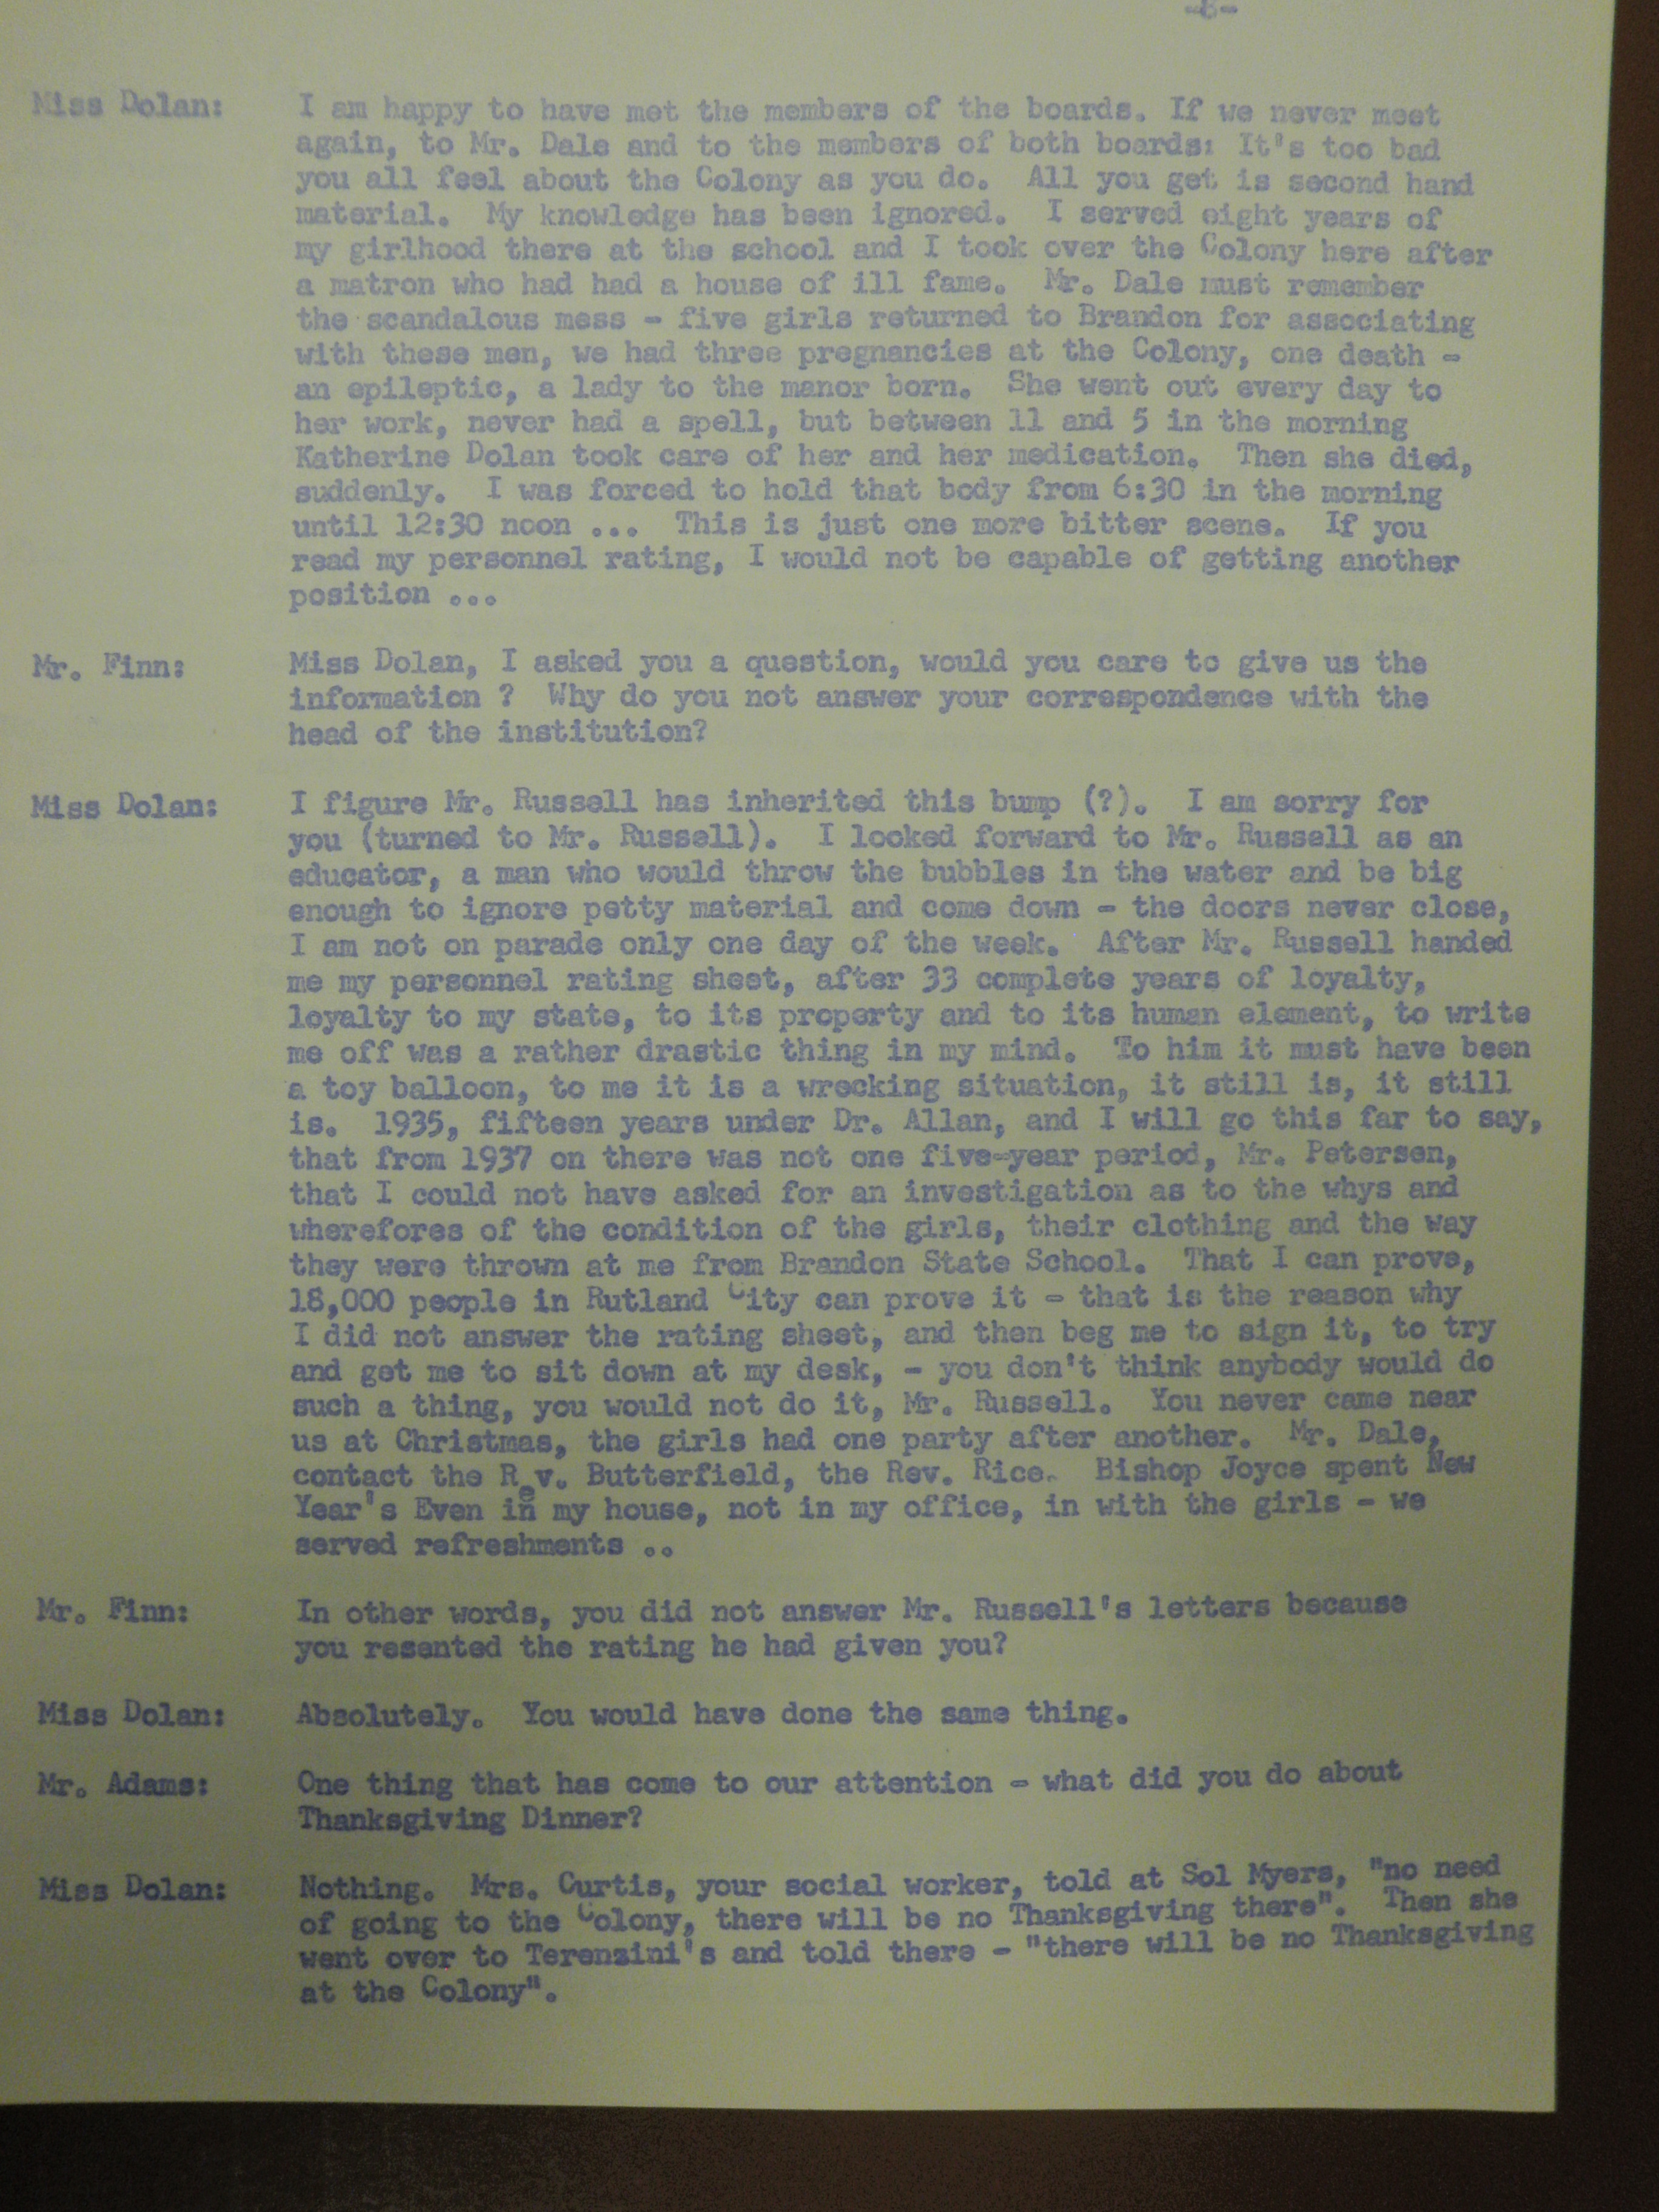 Miss Dolan: I am happy to have met the members of the boards. If we never meet
again, to Mr. Dale and to the members of both boards: It's too bad
you all feel about the Colony as you do. All you get is second hand
material. My knowledge has been ignored. I served eight years of
my girlhood there at the school and I took over the Colony here after
a matron who had had a house of ill fame. Mr. Dale must remember
the scandalous mess - five girls returned to Brandon for associating
with these men, we had three pregnancies at the Colony, one death -
an epileptic, a lady to the manor born. She went out every day to
her work, never had a spell, but between 11 and 5 in the morning
Katherine Dolan took care of her and her medication. Then she died,
suddenly. I was forced to hold that body from 6:30 in the morning
until 12:30 noon ... This is just one more bitter scene. If you
read my personnel rating, I would not be capable of getting another
position ...
Mr. Finn: Miss Dolan, I asked you a question, would you care to give us the
information ? Why do you not answer your correspondence with the
head of the institution?
Miss Dolan: I figure Mr. Russell has inherited this bump (?). I am sorry for
you (turned to Mr. Russell). I looked forward to Mr. Russell as an
educator, a man who would throw the bubbles in the water and be big
enough to ignore petty material and come down - the doors never close,
I am not on parade only one day of the week. After Mr. Russell handed
me my personnel rating sheet, after 33 complete years of loyalty,
loyalty to my state, to its property and to its human element, to write
me off was a rather drastic thing in my mind. To him it must have been
a toy balloon, to me it is a wrecking situation, it still is, it still
is. 1935, fifteen years under Dr. Allan, and I will go this far to say,
that from 1937 on there was not one five-year period, Mr. Petersen,
that I could not have asked for an investigation as to the whys and
wherefores of the condition of the girls, their clothing and the way
they were thrown at me from Brandon State School. That I can prove,
18,000 people in Rutland City can prove it - that is the reason why
I did not answer the rating sheet, and then beg me to sign it, to try
and get me to sit down at my desk, - you don't think anybody would do
such a thing, you would not do it, Mr. Russell. You never came near
us at Christmas, the girls had one party after another. Mr. Dale,
contact the Rev. Butterfield, the Rev. Rice. Bishop Joyce spent New
Year's Even in my house, not in my office, in with the girls - we
served refreshments ..
Mr. Finn: In other words, you did not answer Mr. Russell's letters because
you resented the rating he had given you?
Miss Dolan: Absolutely. You would have done the same thing.
Mr. Adams: One thing that has come to our attention - what did you do about
Thanksgiving Dinner?
Miss Dolan: Nothing. Mrs. Curtis, your social worker, told at Sol Myers, "no need
of going to the Colony, there will be no Thanksgiving there". Then she
went over to Terenzini's and told there - "there will be no Thanksgiving
at the Colony".